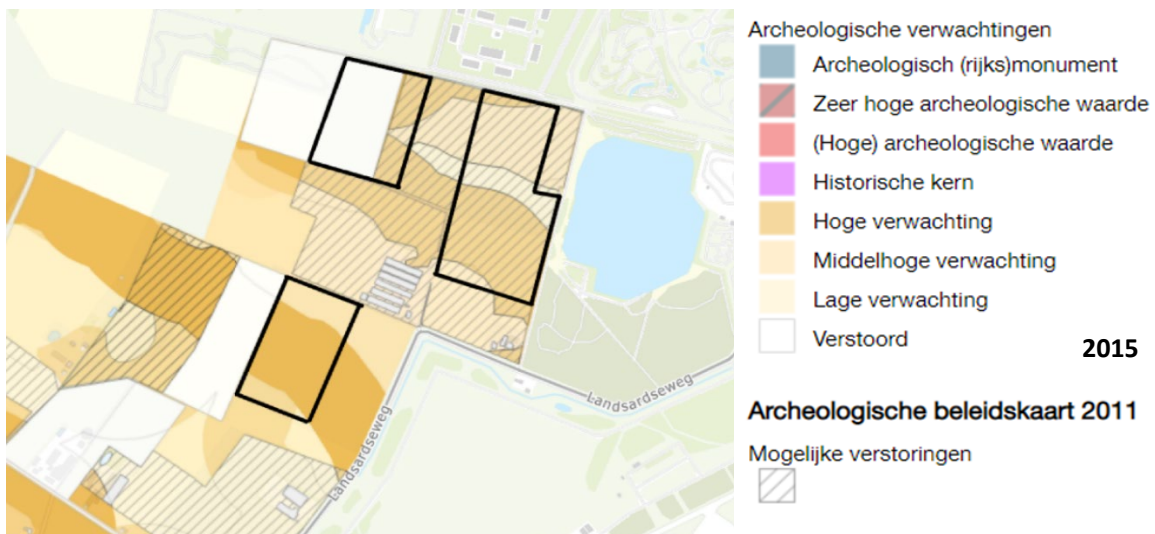 Landsardseweg
Landsardseweg
Archeologische verwachtingen
Archeologisch (rijks)monument
Zeer hoge archeologische waarde
(Hoge) archeologische waarde
Historische kern
Hoge verwachting
Middelhoge verwachting
Lage verwachting
Verstoord
2015
Archeologische beleidskaart 2011
Mogelijke verstoringen